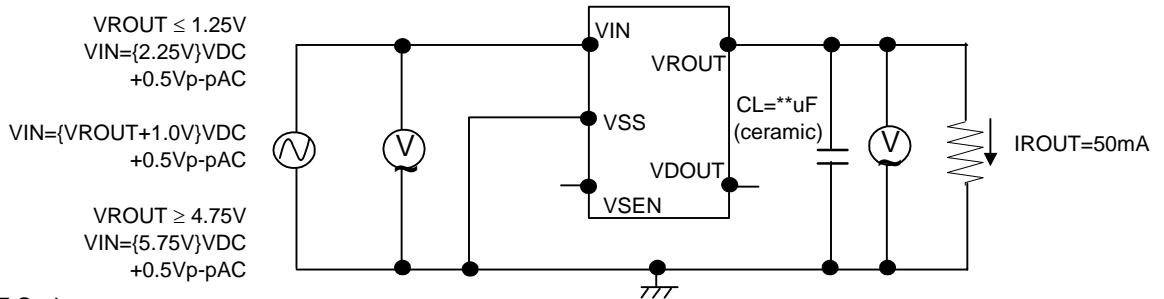 VROUT ≤ 1.25V
VIN={2.25V}VDC
+0.5Vp-pAC
VIN={VROUT+1.0V}VDC
+0.5Vp-pAC
VROUT ≥ 4.75V
VIN={5.75V}VDC
+0.5Vp-pAC
V
VIN
VROUT
VSS
VDOUT
VSEN
CL=**uF
(ceramic)
V
IROUT=50mA